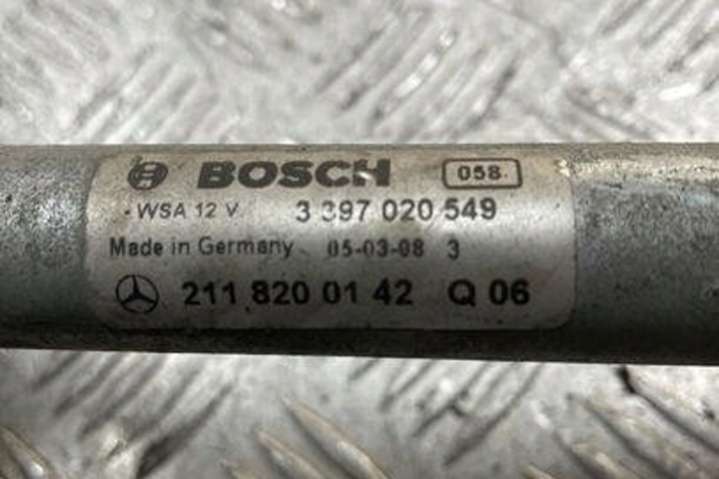 BOSCH 058
WSA 12 V 3 397 020 549
Made in Germany 05-03-08 3
211 820 01 42 Q 06